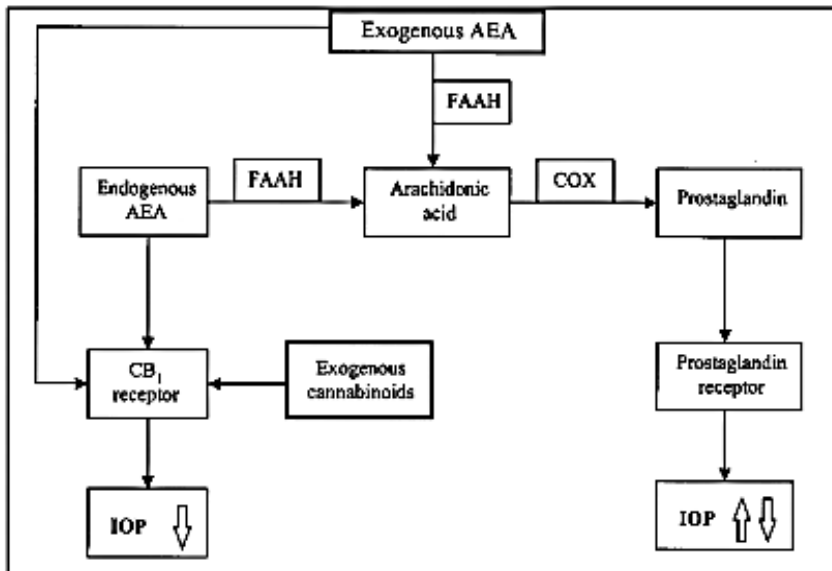 Exogenous AEA
FAAH
Endogenous
AEA
FAAH
Arachidonic
acid
COX
Prostaglandin
CB₁
receptor
Exogenous
cannabinoids
Prostaglandin
receptor
IOP
IOP